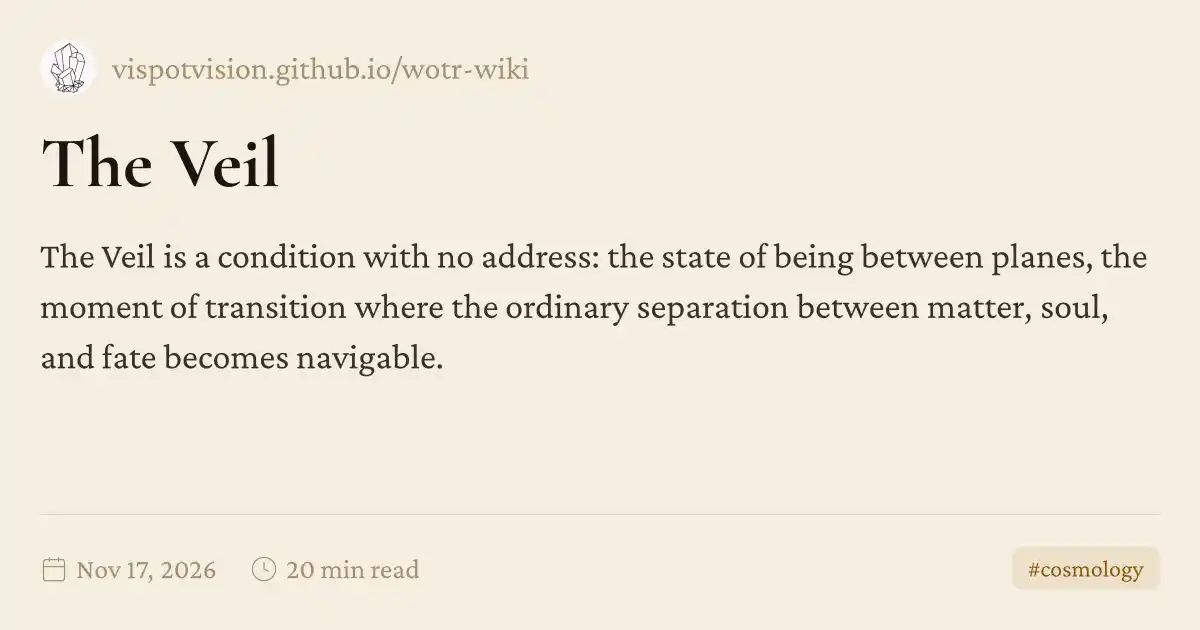 vispotvision.github.io/wotr-wiki
The Veil
The Veil is a condition with no address: the state of being between planes, the
moment of transition where the ordinary separation between matter, soul,
and fate becomes navigable.
Nov 17, 2026
20 min read
#cosmology